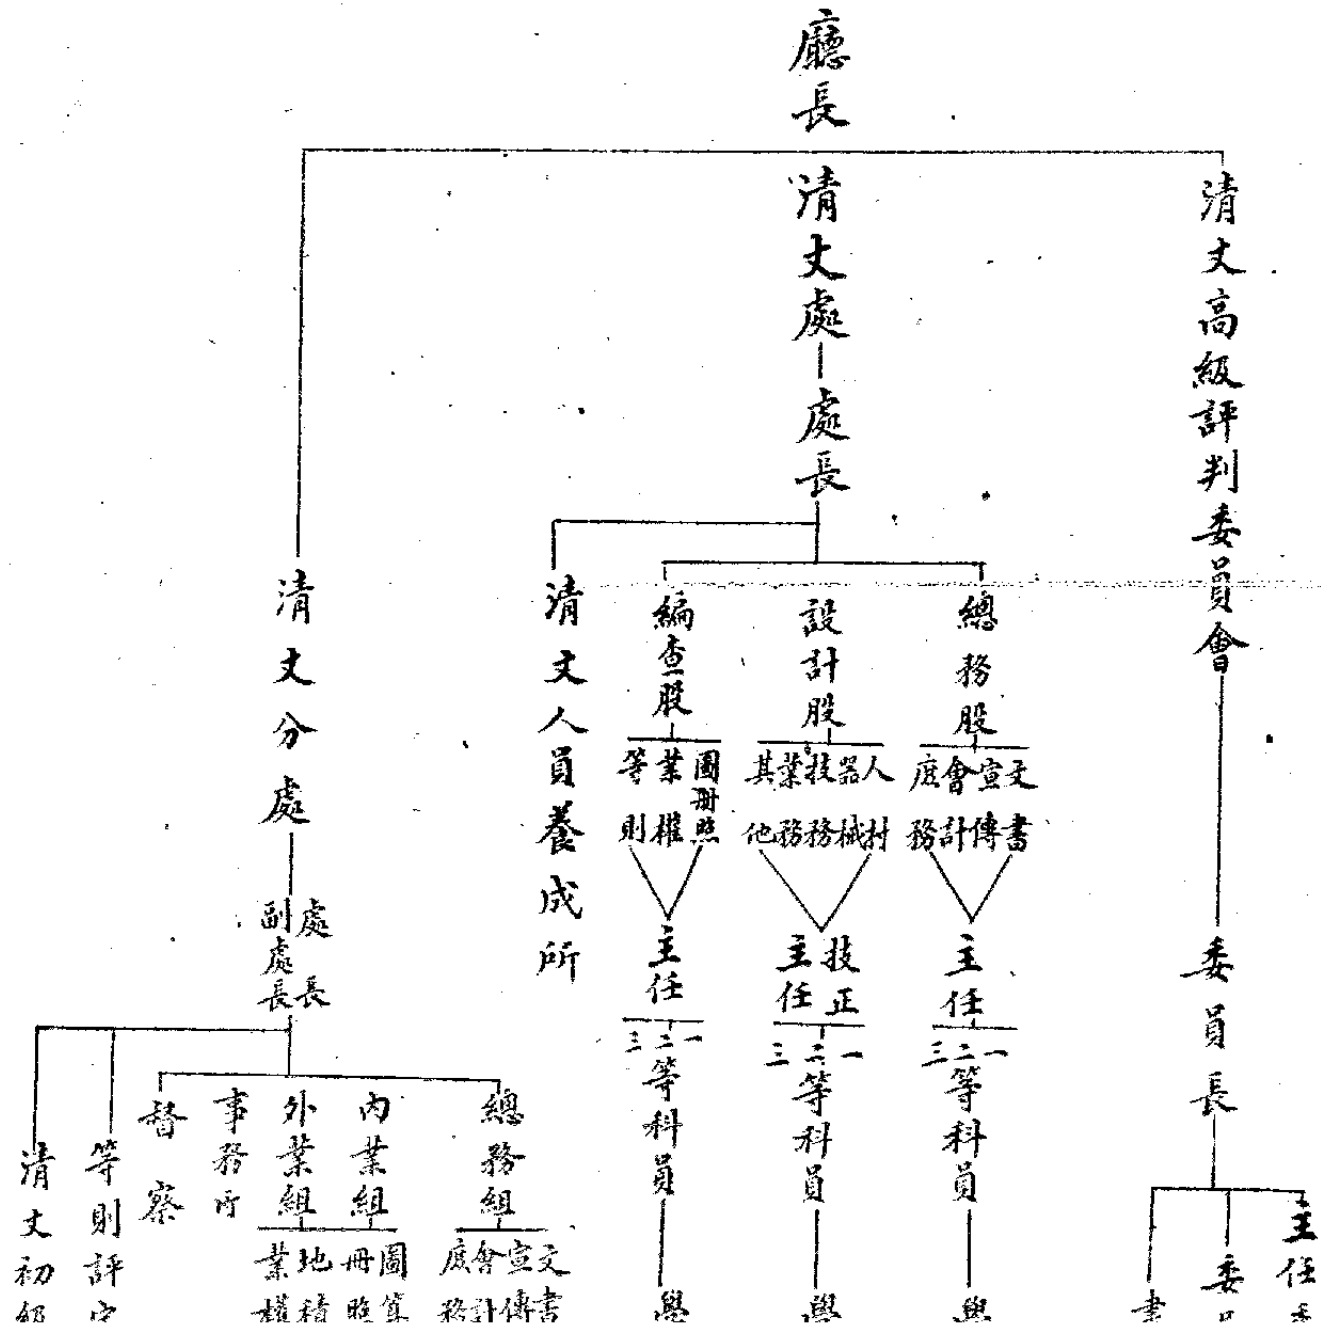 廳長
清丈高級評判委員會
委員長
主任
委
書
清丈處
處長
總務股
文書
宣傳
會計
庶務
主任
一二三等科員
設計股
人材
器械
技務
業務
其他
技正
主任
一二三等科員
編查股
圖冊照
業權
等則
主任
一二三等科員
清丈人員養成所
清丈分處
處長
副處長
總務組
文書
宣傳
會計
庶務
內業組
圖算
冊照
外業組
地積
業權
事務所
督察
等則評定
清丈初級